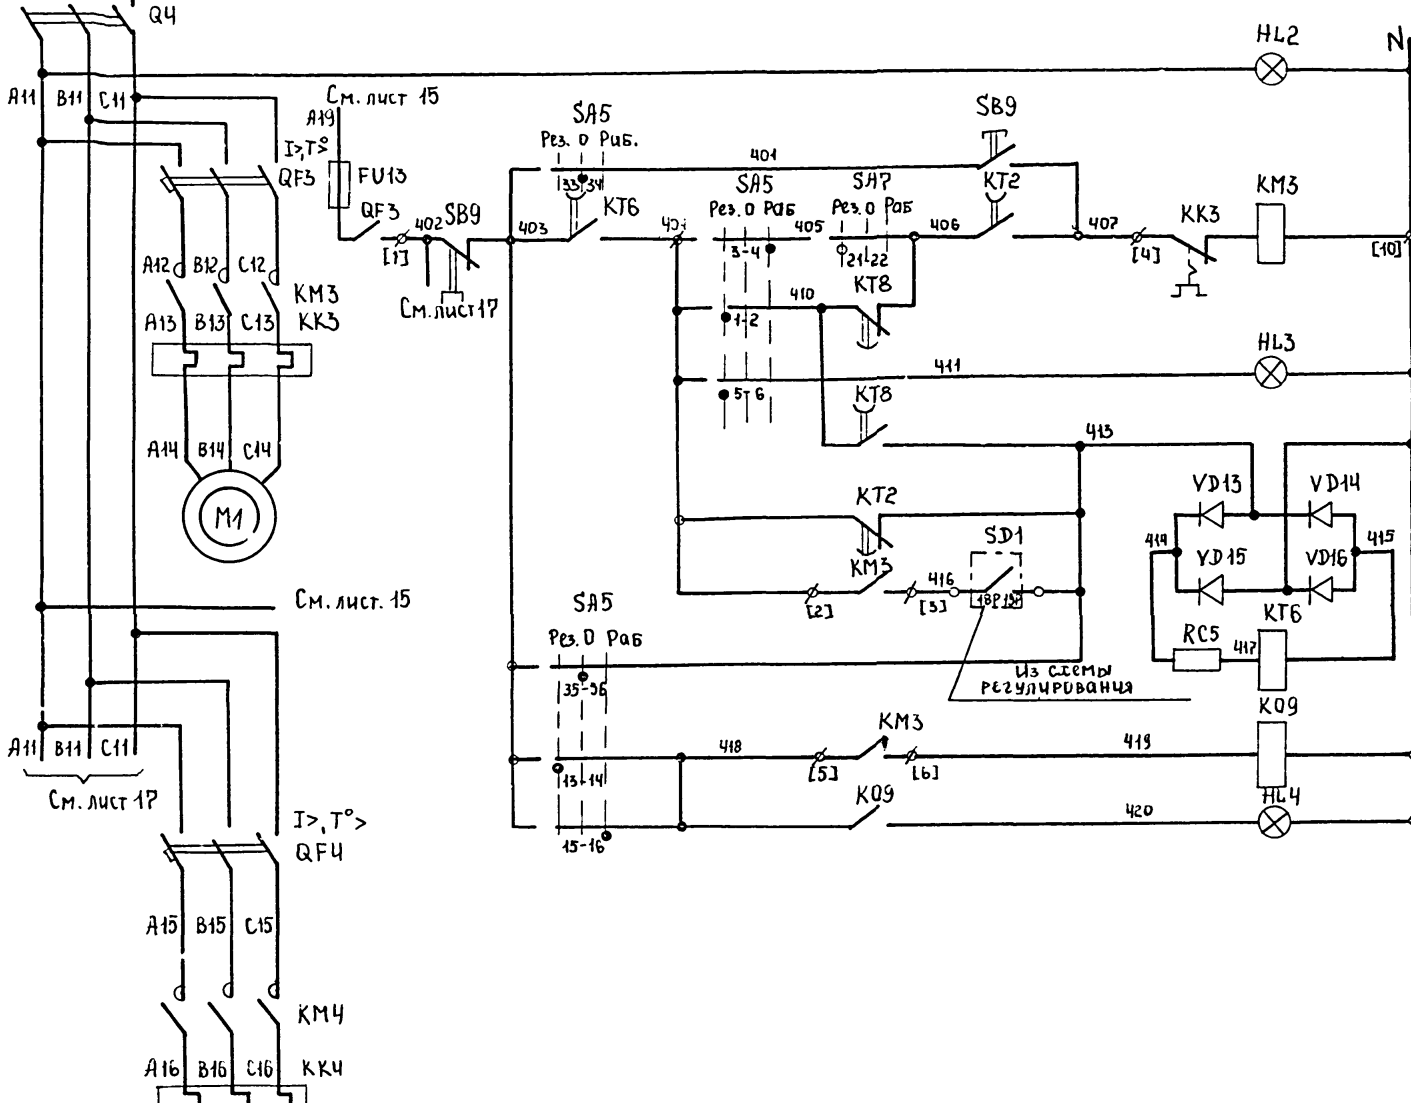 Q4
HL2
N
A11 B11 C11
См. лист 15
A19
SA5
Рез. 0 Раб.
SB9
401
I>,T°
QF3
FU13
33 34
SA5
SA7
KT2
KM3
QF3
402 SB9
403
KT6
Рез. 0 Раб
405
Рез. 0 Раб
406
407
KK3
[1]
3-4
21-22
[4]
[10]
A12 B12 C12
См. лист 17
410
KT8
KM3
A13 B13 C13 KK3
1-2
HL3
411
5-6
KT8
A14 B14 C14
413
M1
KT2
VD13 VD14
SD1
414
415
KM3
VD15 VD16
416
[2]
[3]
См. лист. 15
SA5
KT6
Рез. 0 Раб
RC5
417
Из схемы
регулирования
35-36
K09
A11 B11 C11
KM3
418
419
[5]
[6]
13-14
См. лист 17
K09
HL4
420
I>,T°>
QF4
15-16
A15 B15 C15
KM4
A16 B16 C16 KK4